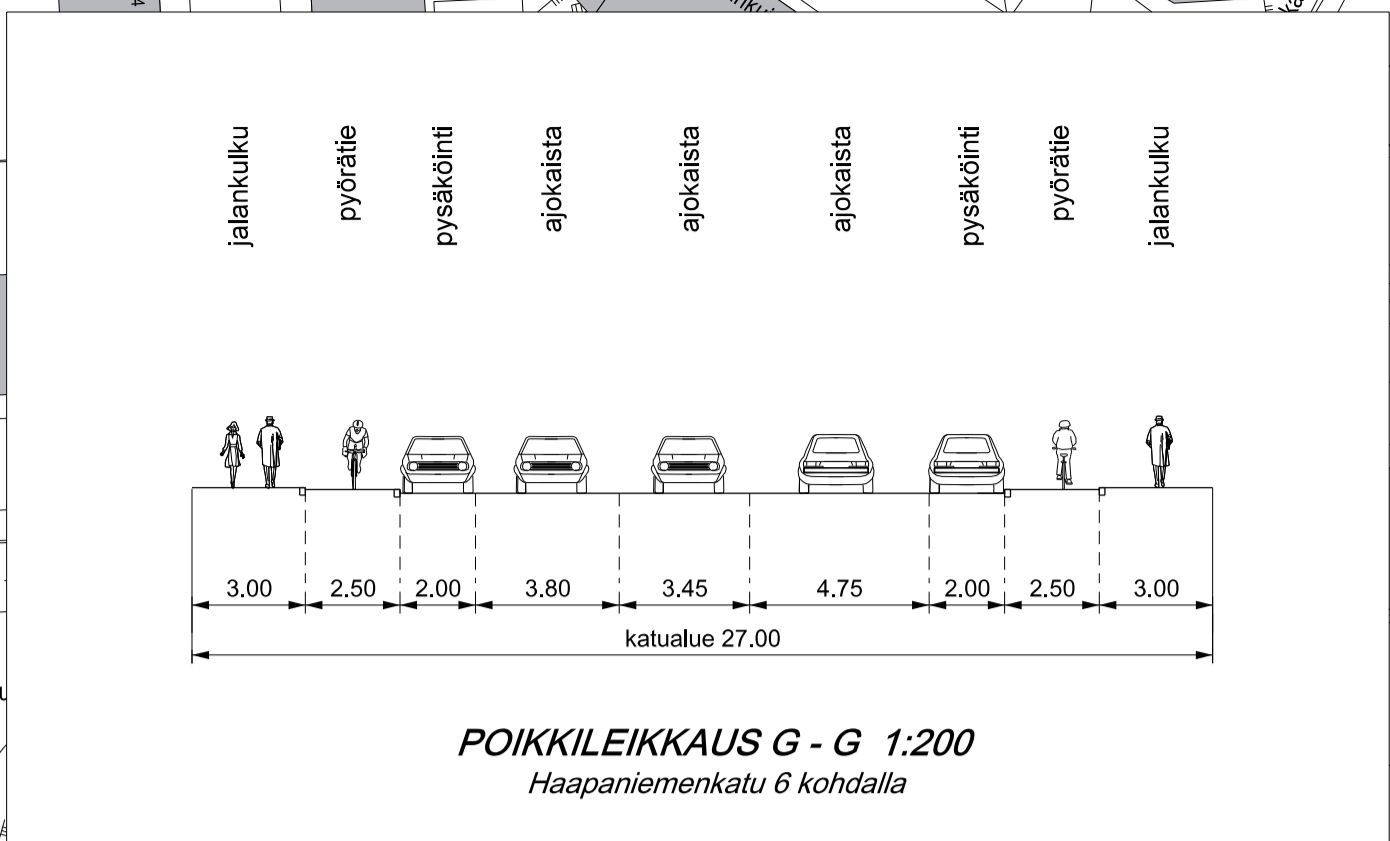 jalankulku
pyörätie
pysäköinti
ajokaista
ajokaista
ajokaista
pysäköinti
pyörätie
jalankulku
3.00 2.50 2.00 3.80 3.45 4.75 2.00 2.50 3.00
katualue 27.00
POIKKILEIKKAUS G - G 1:200
Haapaniemenkatu 6 kohdalla